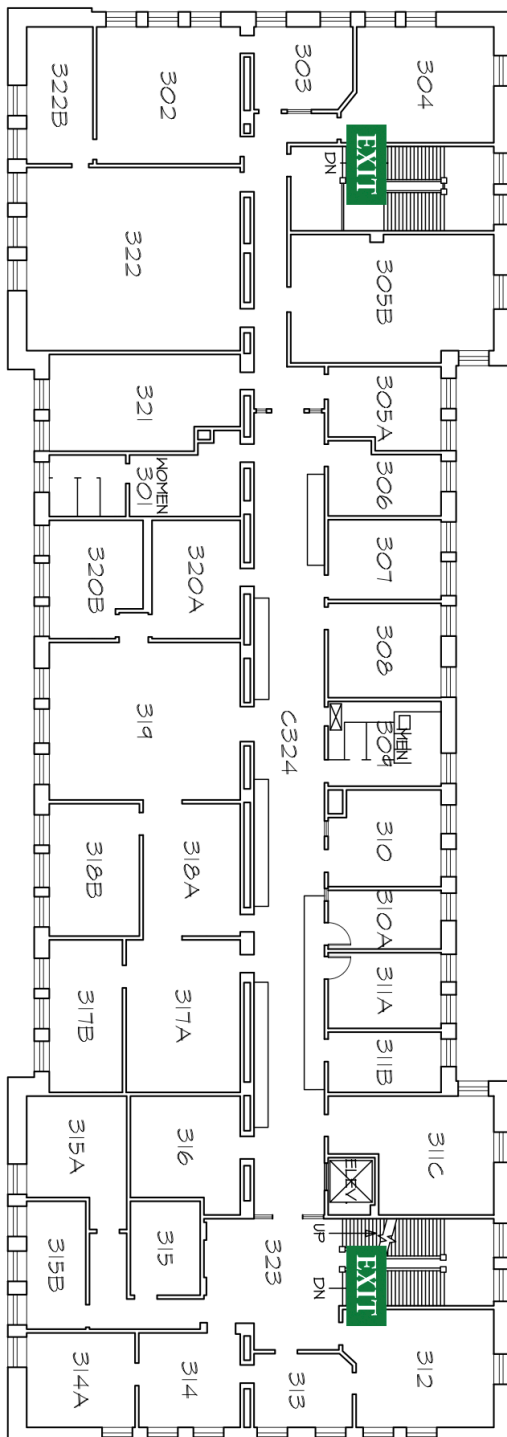 322B
302
303
304
EXIT
DN
322
305B
321
305A
WOMEN
301
306
320B
320A
307
308
319
C324
MEN
309
310
318B
318A
310A
311A
317B
317A
311B
315A
316
311C
ELEV
315B
315
323
UP
DN
EXIT
314A
314
313
312